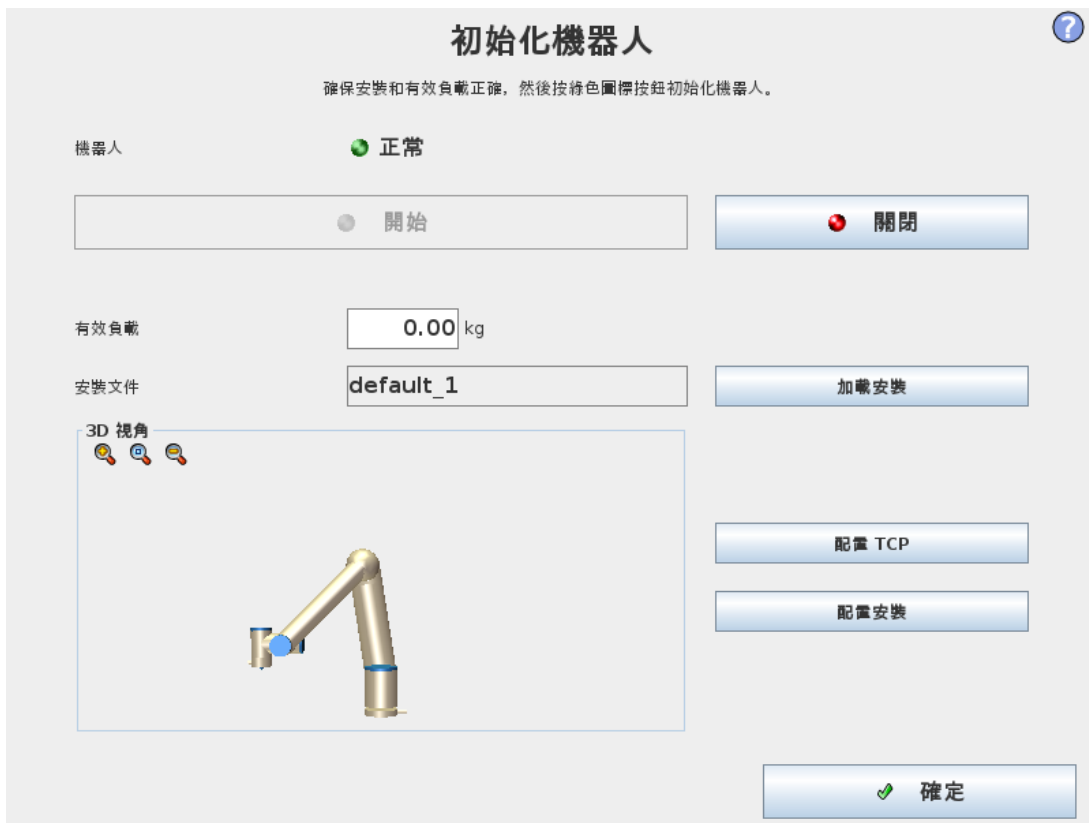 初始化機器人
?
確保安裝和有效負載正確，然後按綠色圖標按鈕初始化機器人。
機器人 正常
開始 關閉
有效負載 0.00 kg
安裝文件 default_1 加載安裝
3D 視角
配置 TCP
配置安裝
確定